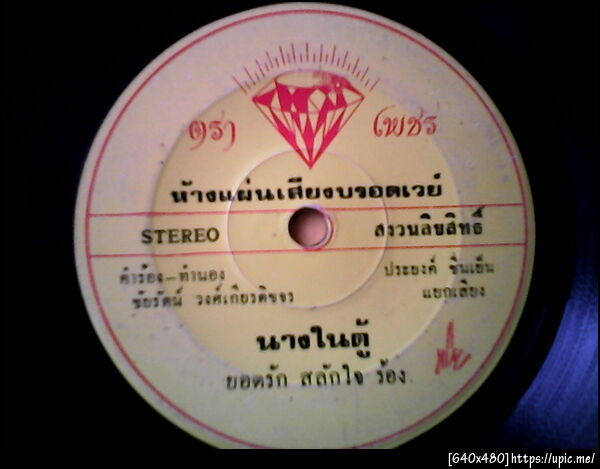 ตรา เพชร
ห้างแผ่นเสียงบรอดเวย์
STEREO สงวนลิขสิทธิ์
คำร้อง-ทำนอง ประยงค์ ชื่นเย็น
ชัยรัตน์ วงศ์เกียรติขจร แยกเสียง
นางในตู้
ยอดรัก สลักใจ ร้อง.
[640x480]https://upic.me/